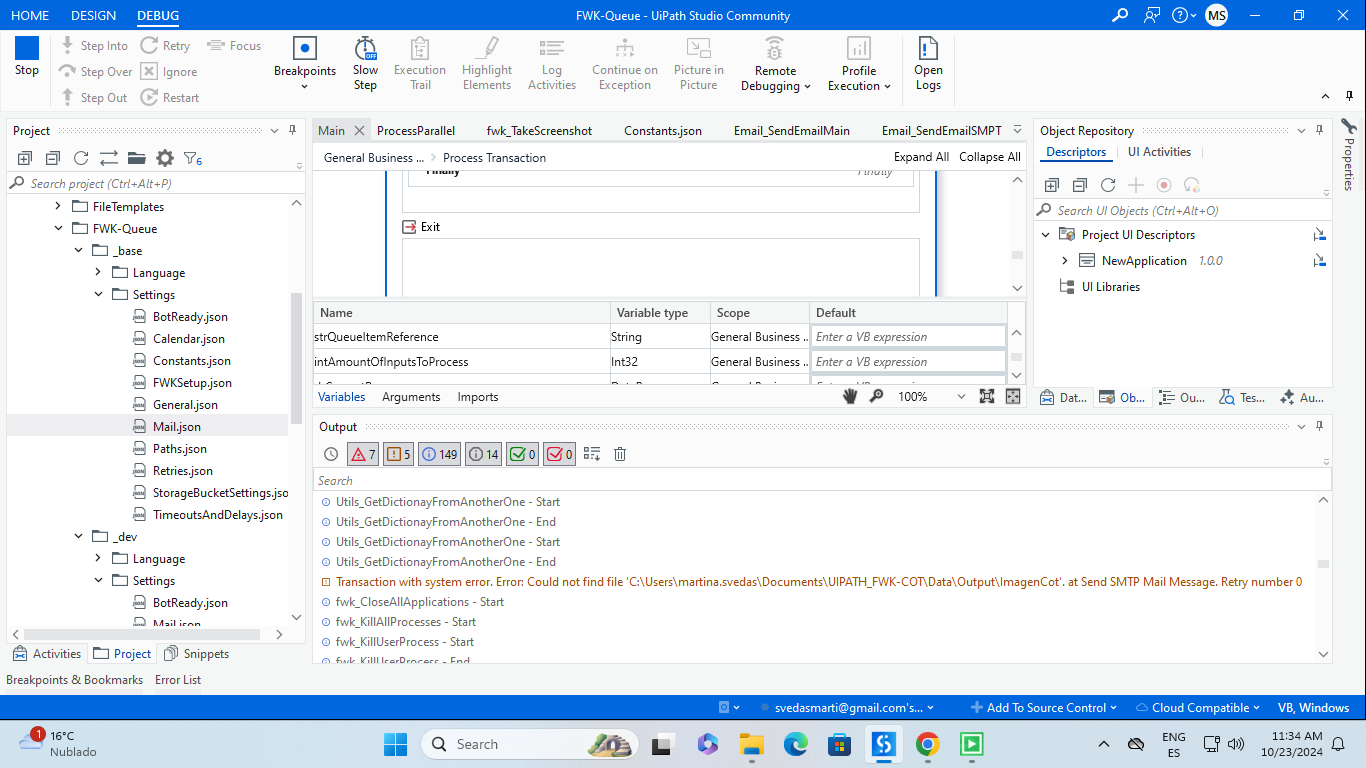 HOME DESIGN DEBUG FWK-Queue - UiPath Studio Community MS
Stop
Step Into Retry Focus
Step Over Ignore
Step Out Restart
Breakpoints
Slow Step
Execution Trail
Highlight Elements
Log Activities
Continue on Exception
Picture in Picture
Remote Debugging
Profile Execution
Open Logs
Project
6
Search project (Ctrl+Alt+P)
FileTemplates
FWK-Queue
_base
Language
Settings
BotReady.json
Calendar.json
Constants.json
FWKSetup.json
General.json
Mail.json
Paths.json
Retries.json
StorageBucketSettings.jso
TimeoutsAndDelays.json
_dev
Language
Settings
BotReady.json
Mail.json
Activities Project Snippets
Main ProcessParallel fwk_TakeScreenshot Constants.json Email_SendEmailMain Email_SendEmailSMPT
General Business ... Process Transaction Expand All Collapse All
Finally Finally
Exit
Name Variable type Scope Default
strQueueItemReference String General Business .. Enter a VB expression
intAmountOfInputsToProcess Int32 General Business .. Enter a VB expression
Variables Arguments Imports 100%
Output
7 5 149 14 0 0
Search
Utils_GetDictionayFromAnotherOne - Start
Utils_GetDictionayFromAnotherOne - End
Utils_GetDictionayFromAnotherOne - Start
Utils_GetDictionayFromAnotherOne - End
Transaction with system error. Error: Could not find file 'C:\Users\martina.svedas\Documents\UIPATH_FWK-COT\Data\Output\ImagenCot'. at Send SMTP Mail Message. Retry number 0
fwk_CloseAllApplications - Start
fwk_KillAllProcesses - Start
fwk_KillUserProcess - Start
fwk_KillUserProcess - End
Object Repository
Descriptors UI Activities
Search UI Objects (Ctrl+Alt+O)
Project UI Descriptors
NewApplication 1.0.0
UI Libraries
Dat... Ob... Ou... Tes... Au...
Properties
Breakpoints & Bookmarks Error List
svedasmarti@gmail.com's... Add To Source Control Cloud Compatible VB, Windows
1
16°C
Nublado
Search
ENG
ES
11:34 AM
10/23/2024